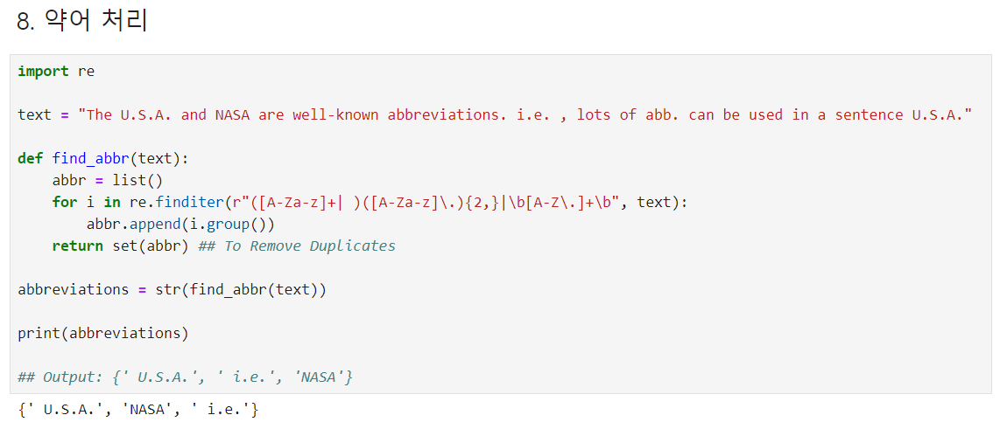 8. 약어 처리
import re
text = "The U.S.A. and NASA are well-known abbreviations. i.e. , lots of abb. can be used in a sentence U.S.A."
def find_abbr(text):
    abbr = list()
    for i in re.finditer(r"([A-Za-z]+| )([A-Za-z]\.){2,}|\b[A-Z\.]+\b", text):
        abbr.append(i.group())
    return set(abbr) ## To Remove Duplicates
abbreviations = str(find_abbr(text))
print(abbreviations)
## Output: {' U.S.A.', ' i.e.', 'NASA'}
{' U.S.A.', 'NASA', ' i.e.'}